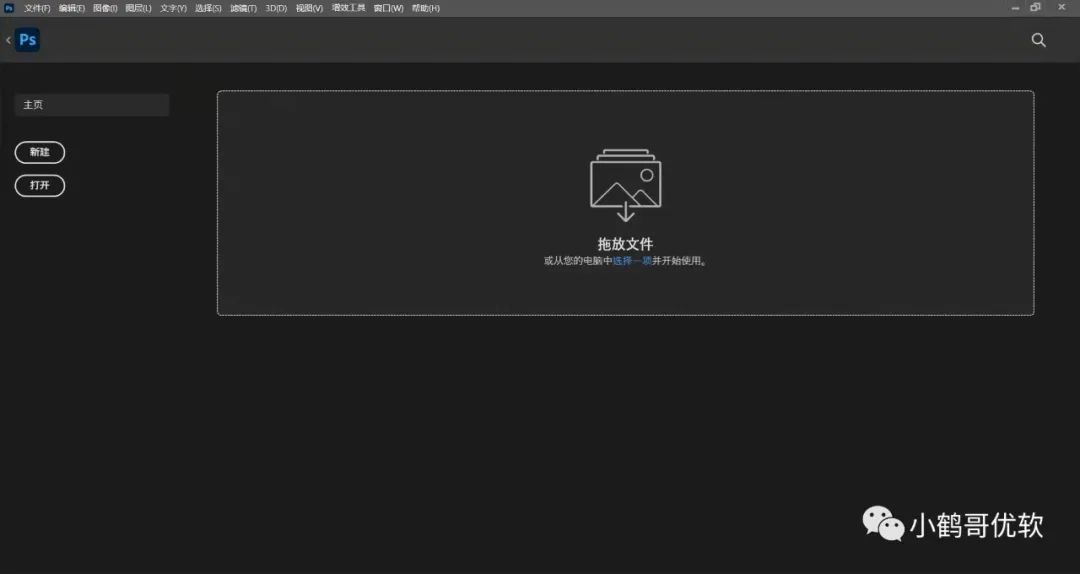 Ps 文件(F) 编辑(E) 图像(I) 图层(L) 文字(Y) 选择(S) 滤镜(T) 3D(D) 视图(V) 增效工具 窗口(W) 帮助(H)
Ps
主页
新建
打开
拖放文件
或从您的电脑中选择一项并开始使用。
小鹤哥优软